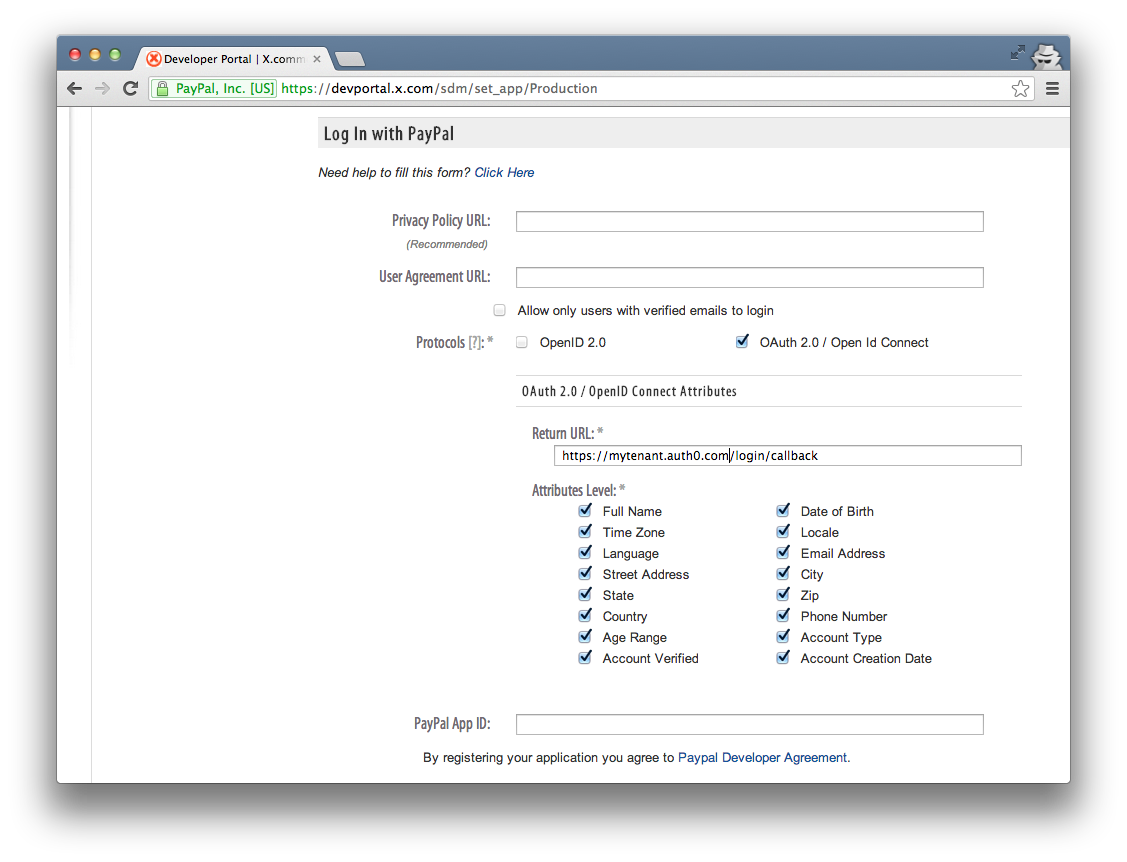 Developer Portal | X.comm
PayPal, Inc. [US] https://devportal.x.com/sdm/set_app/Production
Log In with PayPal
Need help to fill this form? Click Here
Privacy Policy URL:
(Recommended)
User Agreement URL:
Allow only users with verified emails to login
Protocols [?]: * OpenID 2.0 OAuth 2.0 / Open Id Connect
OAuth 2.0 / OpenID Connect Attributes
Return URL: *
https://mytenant.auth0.com/login/callback
Attributes Level: *
Full Name Date of Birth
Time Zone Locale
Language Email Address
Street Address City
State Zip
Country Phone Number
Age Range Account Type
Account Verified Account Creation Date
PayPal App ID:
By registering your application you agree to Paypal Developer Agreement.